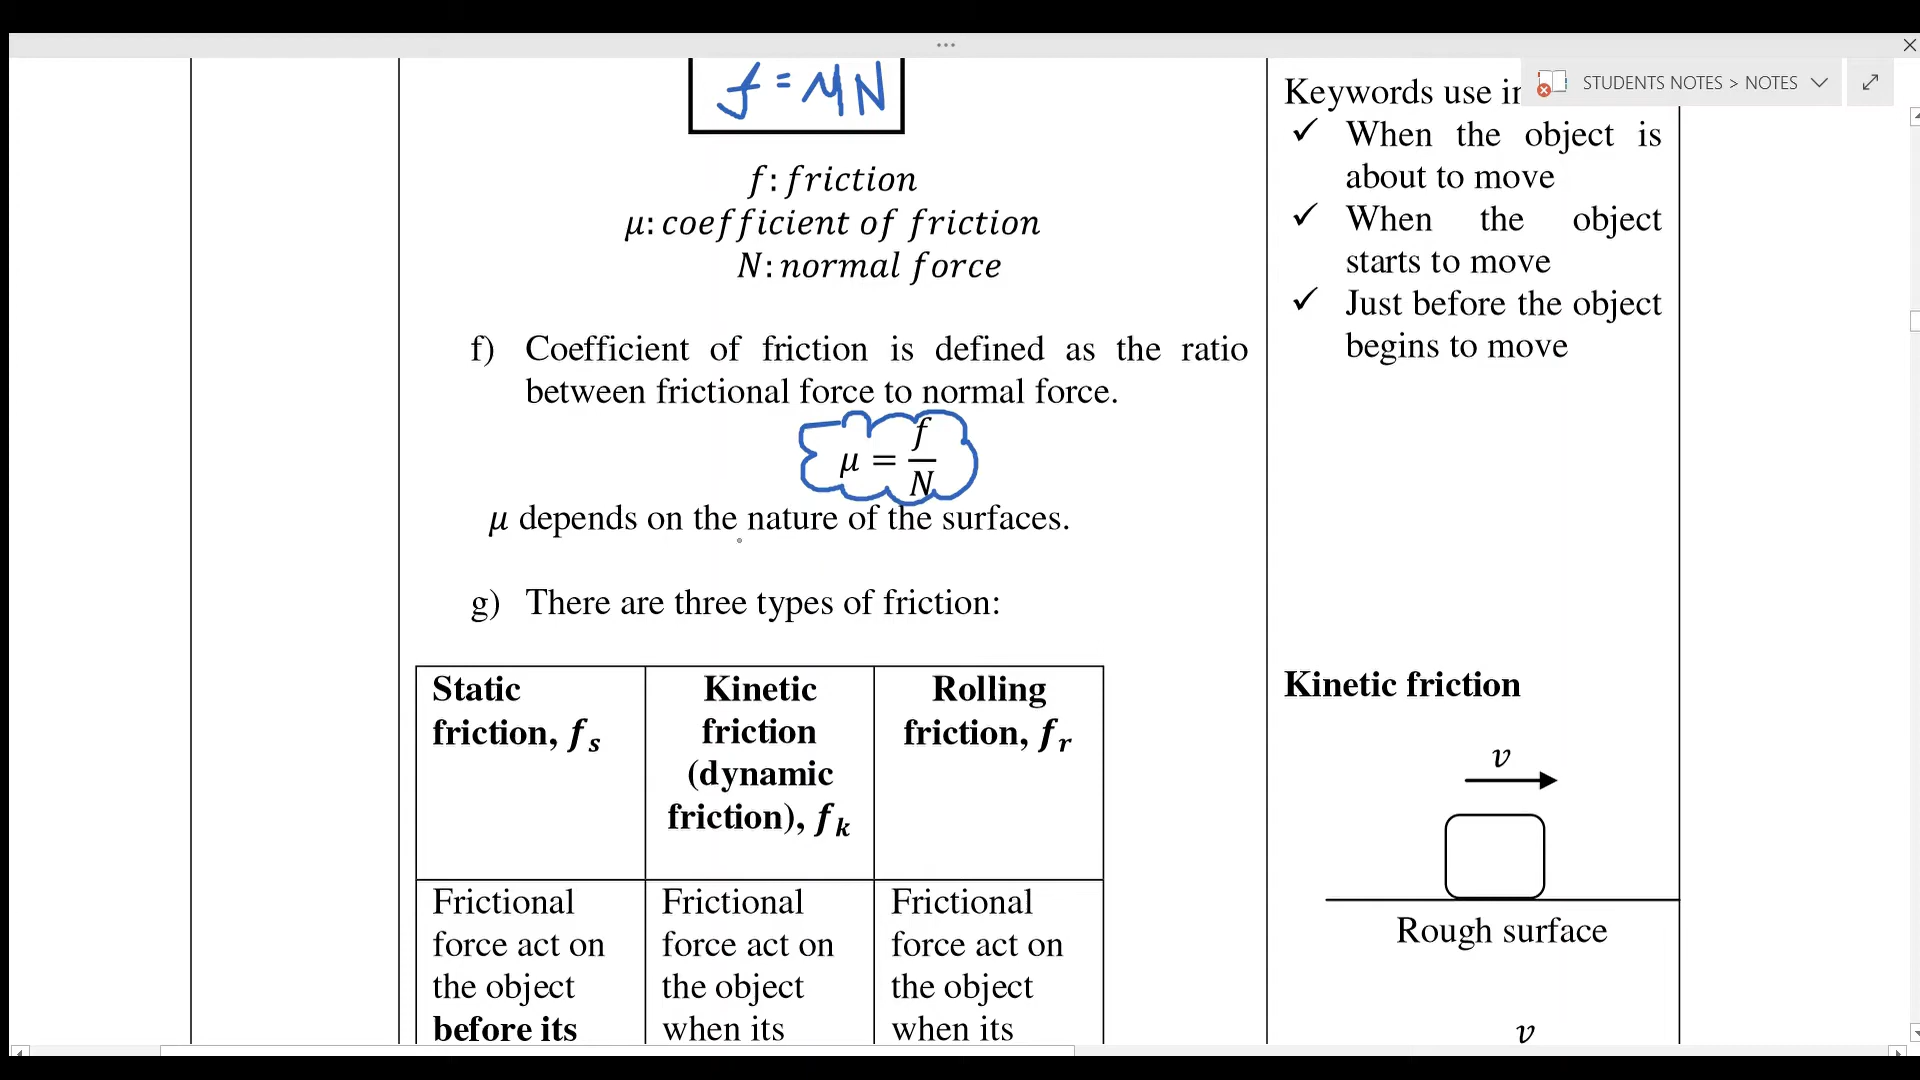 STUDENTS NOTES > NOTES
f = μN
f: friction
μ: coefficient of friction
N: normal force
f) Coefficient of friction is defined as the ratio
between frictional force to normal force.
μ = f/N
μ depends on the nature of the surfaces.
g) There are three types of friction:
Static
friction, fₛ
Kinetic
friction
(dynamic
friction), fₖ
Rolling
friction, fᵣ
Frictional
force act on
the object
before its
Frictional
force act on
the object
when its
Frictional
force act on
the object
when its
Keywords use in
✓ When the object is
about to move
✓ When the object
starts to move
✓ Just before the object
begins to move
Kinetic friction
v
Rough surface
v